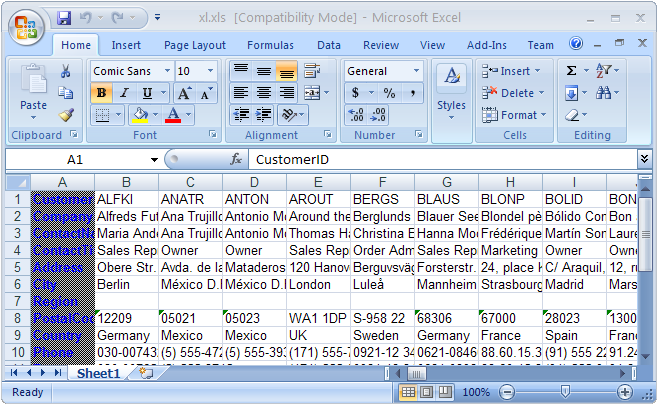 xl.xls [Compatibility Mode] - Microsoft Excel
Home Insert Page Layout Formulas Data Review View Add-Ins Team
Comic Sans 10 General Insert Σ
Paste B I U A A $ % , Styles Delete
A Format
Clipboard Font Alignment Number Cells Editing
A1 fx CustomerID
A B C D E F G H I J
1 Customer ALFKI ANATR ANTON AROUT BERGS BLAUS BLONP BOLID BON
2 Company Alfreds Fut Ana Trujillo Antonio Mo Around the Berglunds Blauer See Blondel pè Bólido Com Bon
3 ContactN Maria Ande Ana Trujillo Antonio Mo Thomas Ha Christina B Hanna Moo Frédérique Martín Som Laure
4 ContactT Sales Rep Owner Owner Sales Rep Order Adm Sales Rep Marketing Owner Owner
5 Address Obere Str. Avda. de la Mataderos 120 Hanov Berguvsväg Forsterstr. 24, place K C/ Araquil, 12, ru
6 City Berlin México D.F México D.F London Luleå Mannheim Strasbourg Madrid Mars
7 Region
8 PostalCod 12209 05021 05023 WA1 1DP S-958 22 68306 67000 28023 1300
9 Country Germany Mexico Mexico UK Sweden Germany France Spain Fran
10 Phone 030-00743 (5) 555-472 (5) 555-393 (171) 555-7 0921-12 34 0621-0846 88.60.15.3 (91) 555 22 91.24
Sheet1
Ready 100%